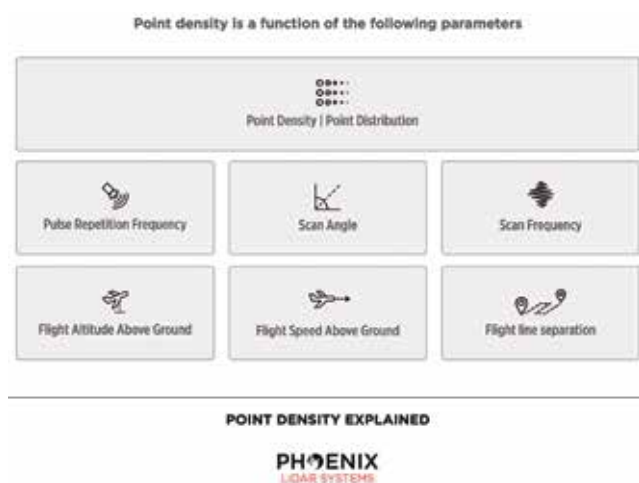 Point density is a function of the following parameters
Point Density | Point Distribution
Pulse Repetition Frequency
Scan Angle
Scan Frequency
Flight Altitude Above Ground
Flight Speed Above Ground
Flight line separation
POINT DENSITY EXPLAINED
PHOENIX
LiDAR SYSTEMS